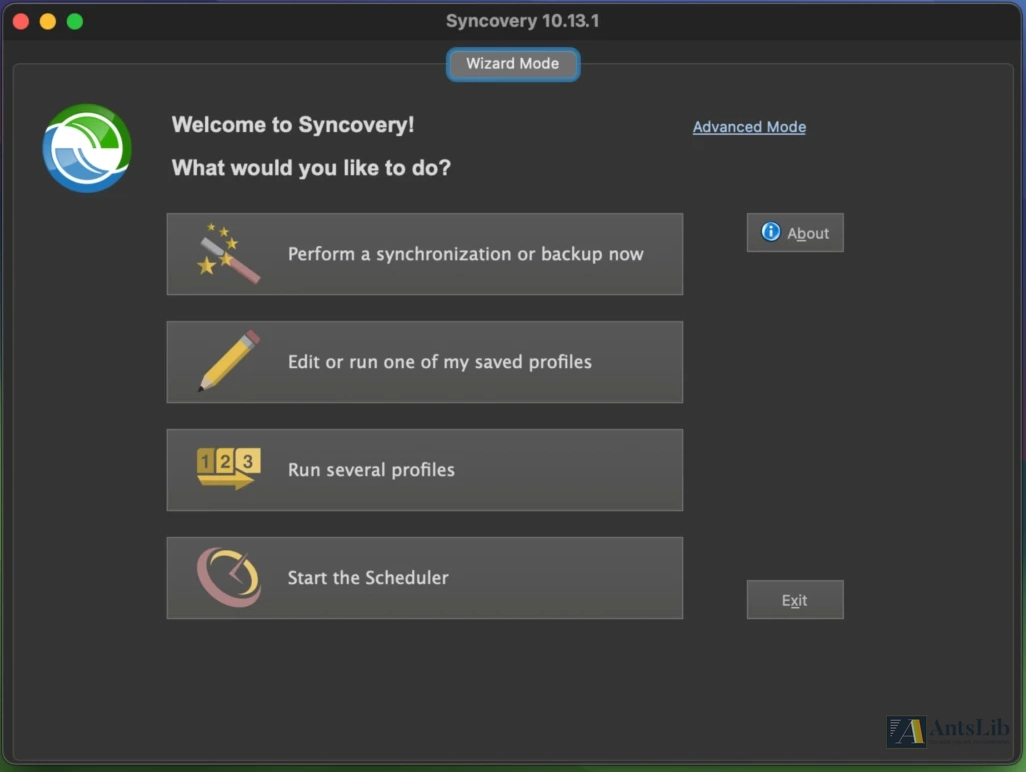 Syncovery 10.13.1
Wizard Mode
Welcome to Syncovery!
Advanced Mode
What would you like to do?
Perform a synchronization or backup now
About
Edit or run one of my saved profiles
1 2 3
Run several profiles
Start the Scheduler
Exit
AntsLib